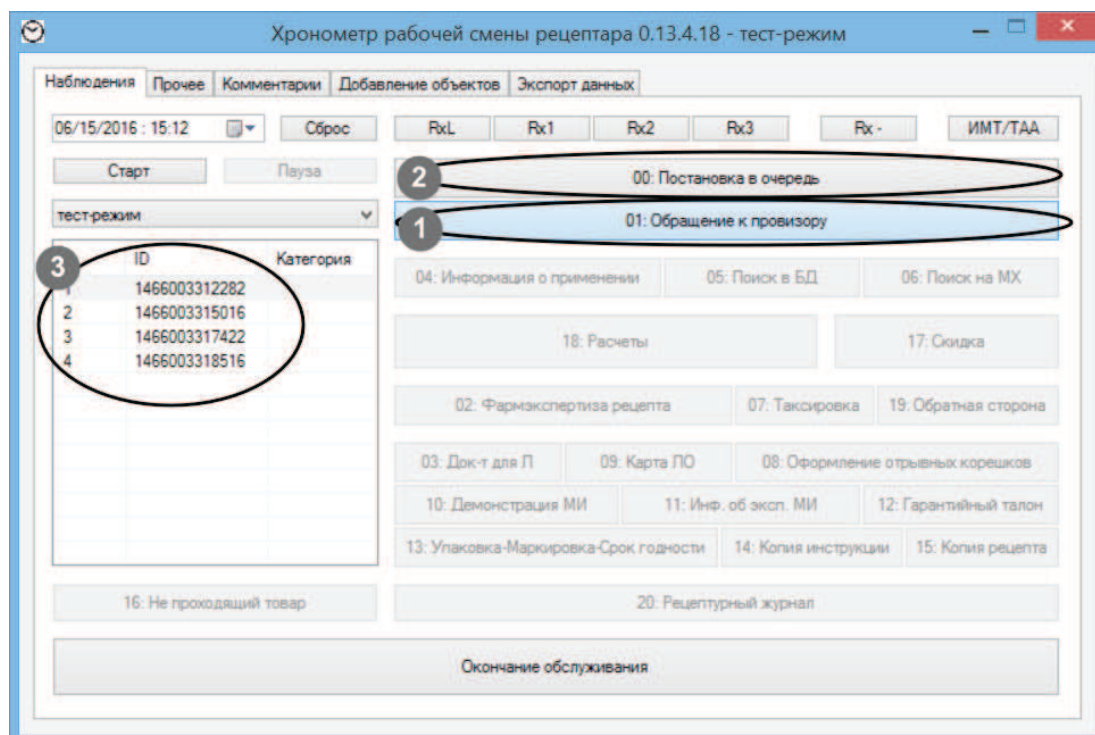 Хронометр рабочей смены рецептара 0.13.4.18 - тест-режим
Наблюдения Прочее Комментарии Добавление объектов Экспорт данных
06/15/2016 : 15:12 Сброс RxL Rx1 Rx2 Rx3 Rx - ИМТ/ТАА
Старт Пауза 2 00: Постановка в очередь
тест-режим 1 01: Обращение к провизору
3 ID Категория
04: Информация о применении 05: Поиск в БД 06: Поиск на МХ
1 1466003312282
2 1466003315016
3 1466003317422
4 1466003318516
18: Расчеты 17: Скидка
02: Фармэкспертиза рецепта 07: Таксировка 19: Обратная сторона
03: Док-т для П 09: Карта ЛО 08: Оформление отрывных корешков
10: Демонстрация МИ 11: Инф. об эксп. МИ 12: Гарантийный талон
13: Упаковка-Маркировка-Срок годности 14: Копия инструкции 15: Копия рецепта
16: Не проходящий товар 20: Рецептурный журнал
Окончание обслуживания